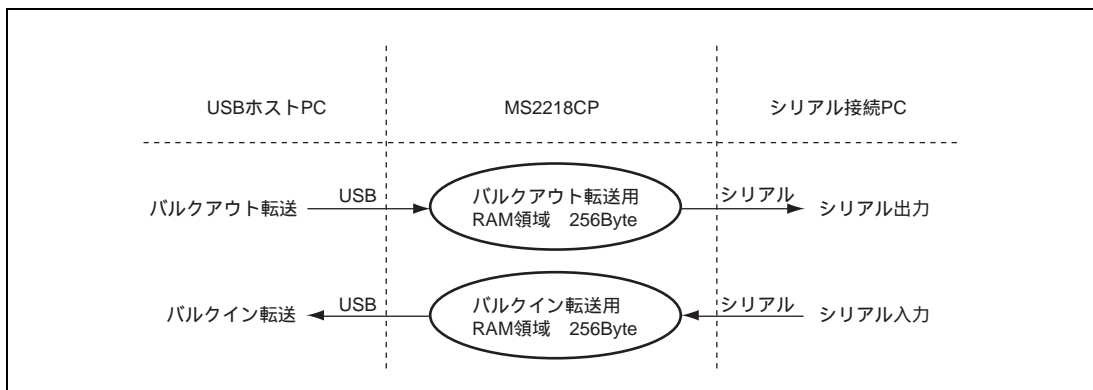 USBホストPC
MS2218CP
シリアル接続PC
バルクアウト転送
USB
バルクアウト転送用
RAM領域　256Byte
シリアル
シリアル出力
バルクイン転送
USB
バルクイン転送用
RAM領域　256Byte
シリアル
シリアル入力